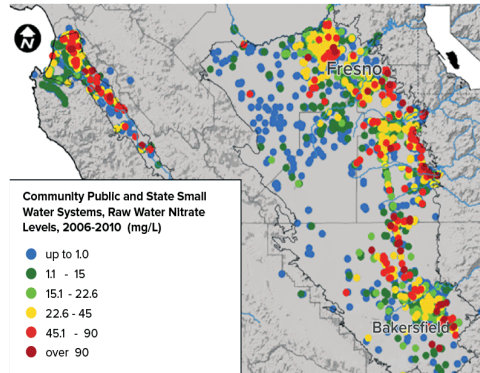 N
Fresno
Community Public and State Small
Water Systems, Raw Water Nitrate
Levels, 2006-2010 (mg/L)
up to 1.0
1.1 - 15
15.1 - 22.6
22.6 - 45
45.1 - 90
over 90
Bakersfield